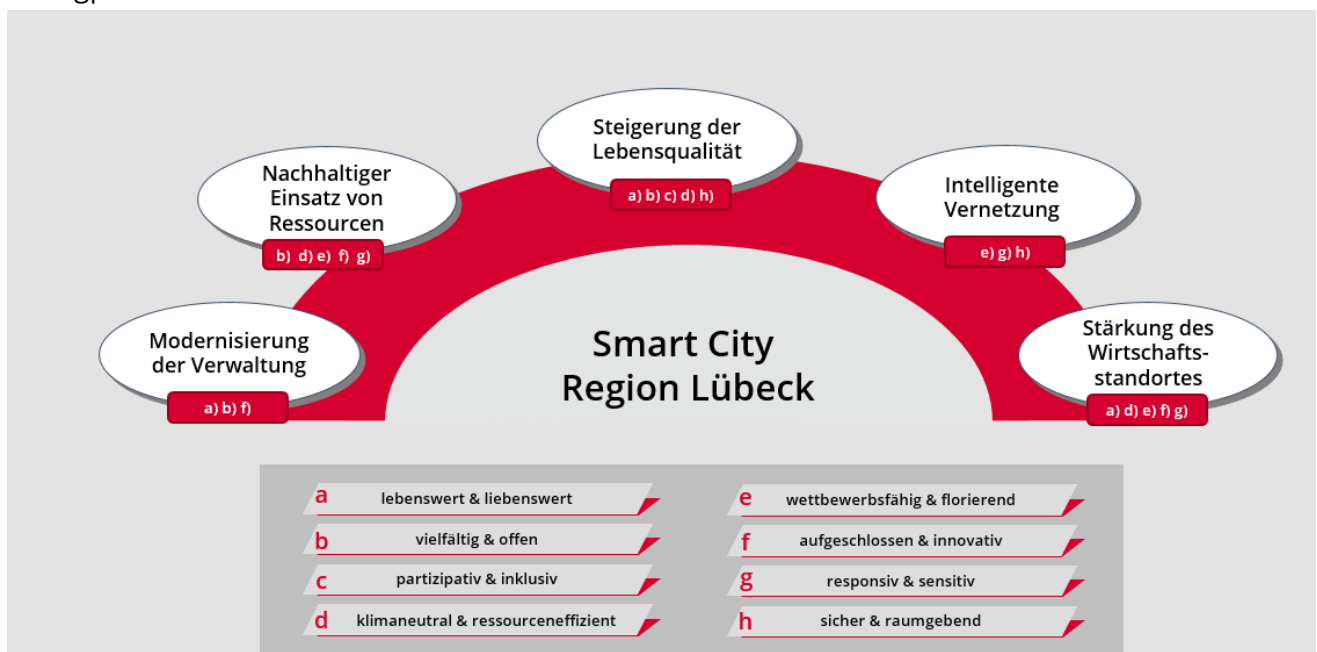 Steigerung der
Lebensqualität
a) b) c) d) h)
Nachhaltiger
Einsatz von
Ressourcen
b) d) e) f) g)
Intelligente
Vernetzung
e) g) h)
Modernisierung
der Verwaltung
a) b) f)
Stärkung des
Wirtschafts-
standortes
a) d) e) f) g)
Smart City
Region Lübeck
a lebenswert & liebenswert
b vielfältig & offen
c partizipativ & inklusiv
d klimaneutral & ressourceneffizient
e wettbewerbsfähig & florierend
f aufgeschlossen & innovativ
g responsiv & sensitiv
h sicher & raumgebend